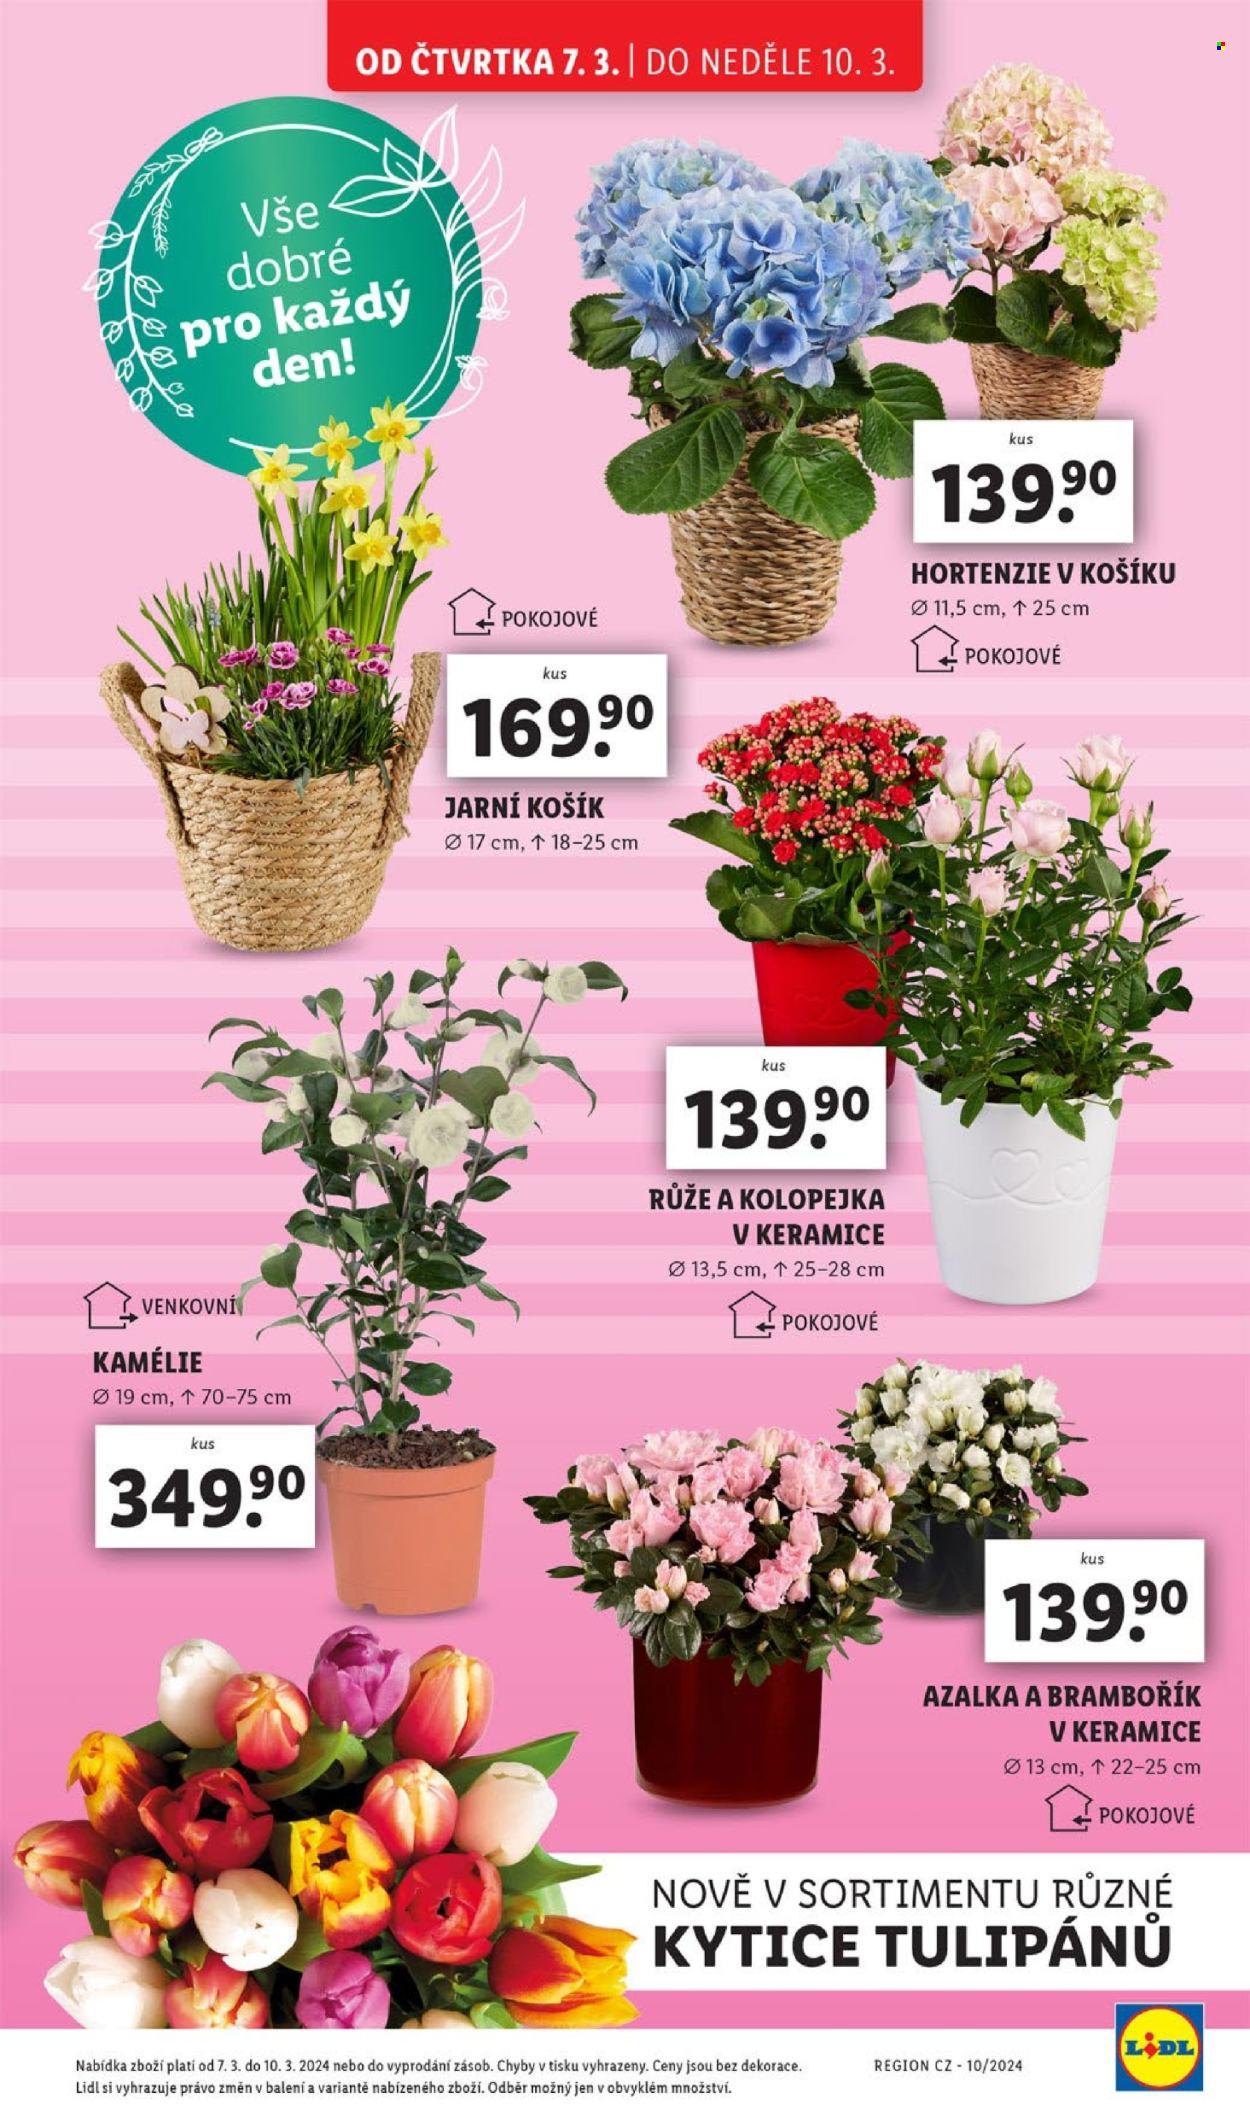 OD ČTVRTKA 7. 3. | DO NEDĚLE 10. 3.
Vše
dobré
pro každý
den!
kus
139.90
HORTENZIE V KOŠÍKU
Ø 11,5 cm, ↑ 25 cm
POKOJOVÉ
POKOJOVÉ
kus
169.90
JARNÍ KOŠÍK
Ø 17 cm, ↑ 18–25 cm
kus
139.90
RŮŽE A KOLOPEJKA
V KERAMICE
Ø 13,5 cm, ↑ 25–28 cm
POKOJOVÉ
VENKOVNÍ
KAMÉLIE
Ø 19 cm, ↑ 70–75 cm
kus
349.90
kus
139.90
AZALKA A BRAMBOŘÍK
V KERAMICE
Ø 13 cm, ↑ 22–25 cm
POKOJOVÉ
NOVĚ V SORTIMENTU RŮZNÉ
KYTICE TULIPÁNŮ
LIDL
Nabídka zboží platí od 7. 3. do 10. 3. 2024 nebo do vyprodání zásob. Chyby v tisku vyhrazeny. Ceny jsou bez dekorace.
Lidl si vyhrazuje právo změn v balení a variantě nabízeného zboží. Odběr možný jen v obvyklém množství.
REGION CZ - 10/2024